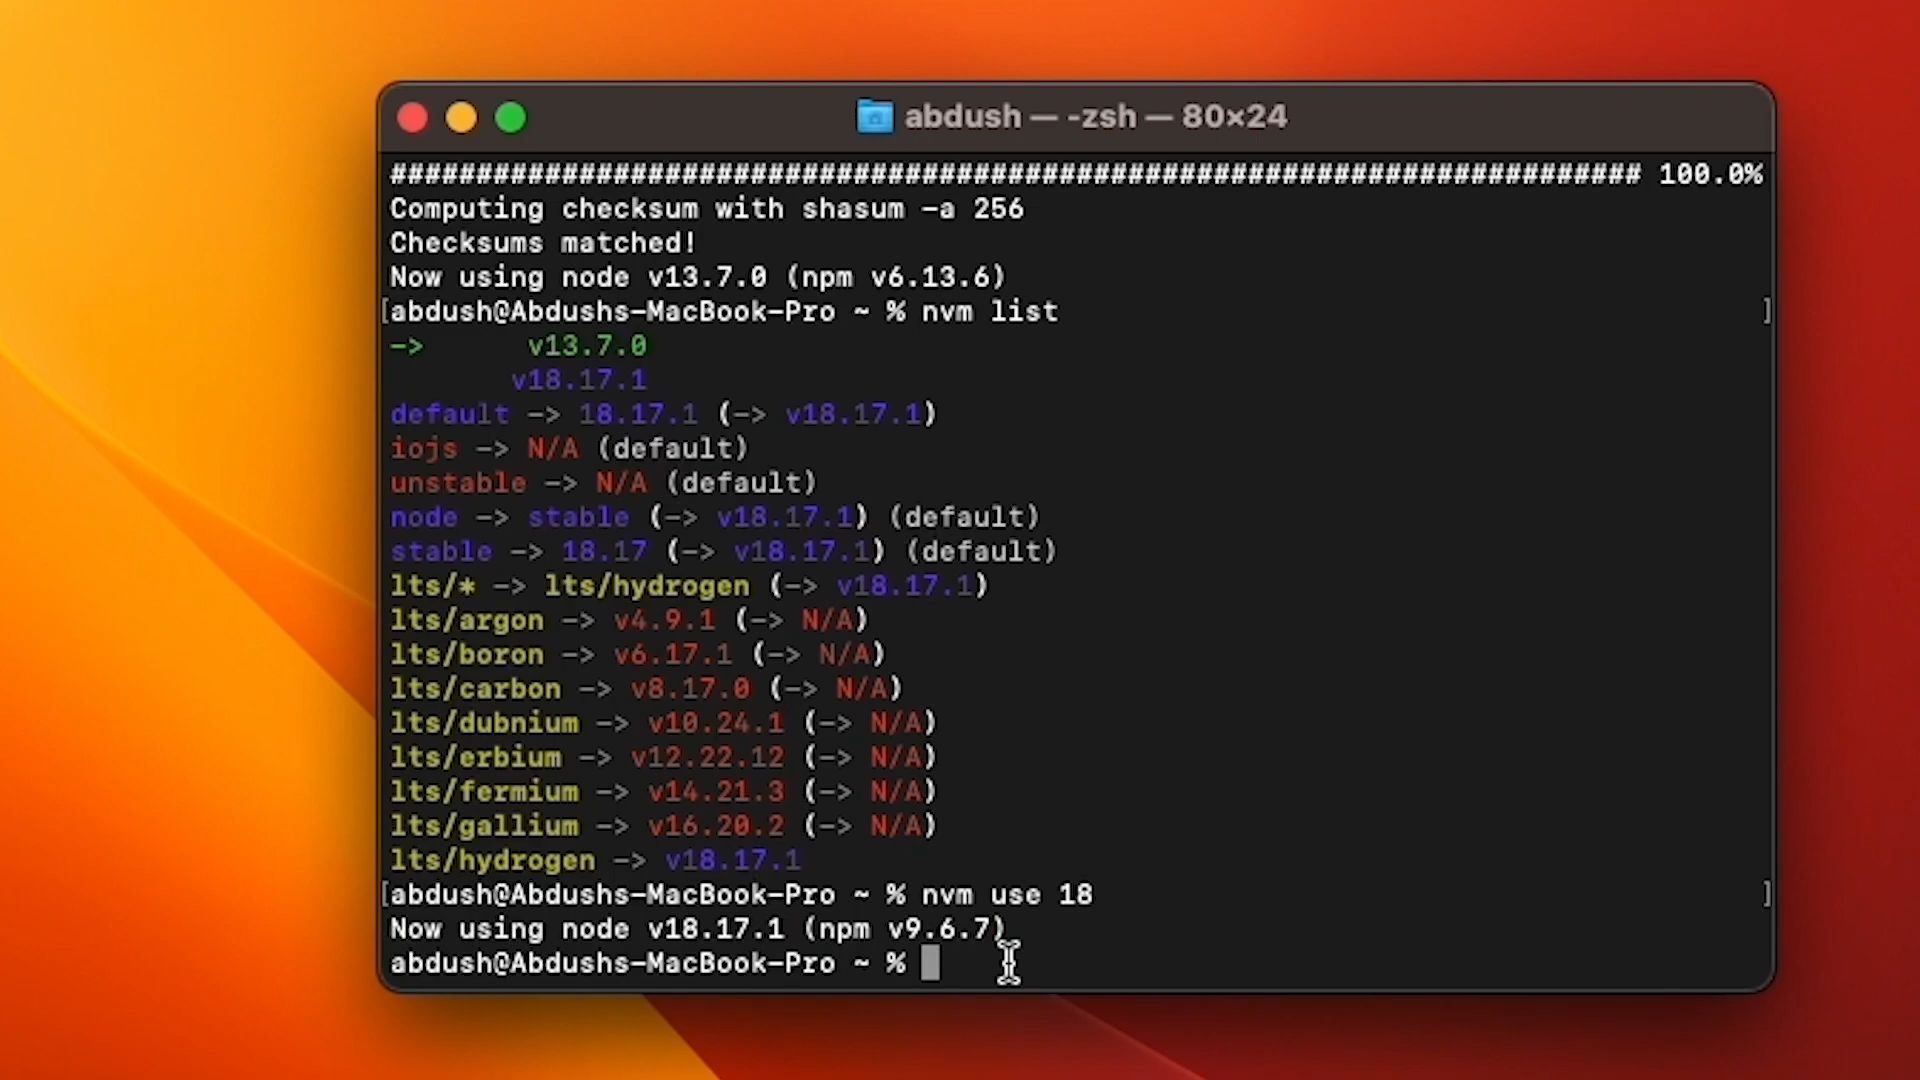 abdush — -zsh — 80×24
######################################################################### 100.0%
Computing checksum with shasum -a 256
Checksums matched!
Now using node v13.7.0 (npm v6.13.6)
[abdush@Abdushs-MacBook-Pro ~ % nvm list ]
->      v13.7.0
       v18.17.1
default -> 18.17.1 (-> v18.17.1)
iojs -> N/A (default)
unstable -> N/A (default)
node -> stable (-> v18.17.1) (default)
stable -> 18.17 (-> v18.17.1) (default)
lts/* -> lts/hydrogen (-> v18.17.1)
lts/argon -> v4.9.1 (-> N/A)
lts/boron -> v6.17.1 (-> N/A)
lts/carbon -> v8.17.0 (-> N/A)
lts/dubnium -> v10.24.1 (-> N/A)
lts/erbium -> v12.22.12 (-> N/A)
lts/fermium -> v14.21.3 (-> N/A)
lts/gallium -> v16.20.2 (-> N/A)
lts/hydrogen -> v18.17.1
[abdush@Abdushs-MacBook-Pro ~ % nvm use 18 ]
Now using node v18.17.1 (npm v9.6.7)
abdush@Abdushs-MacBook-Pro ~ %